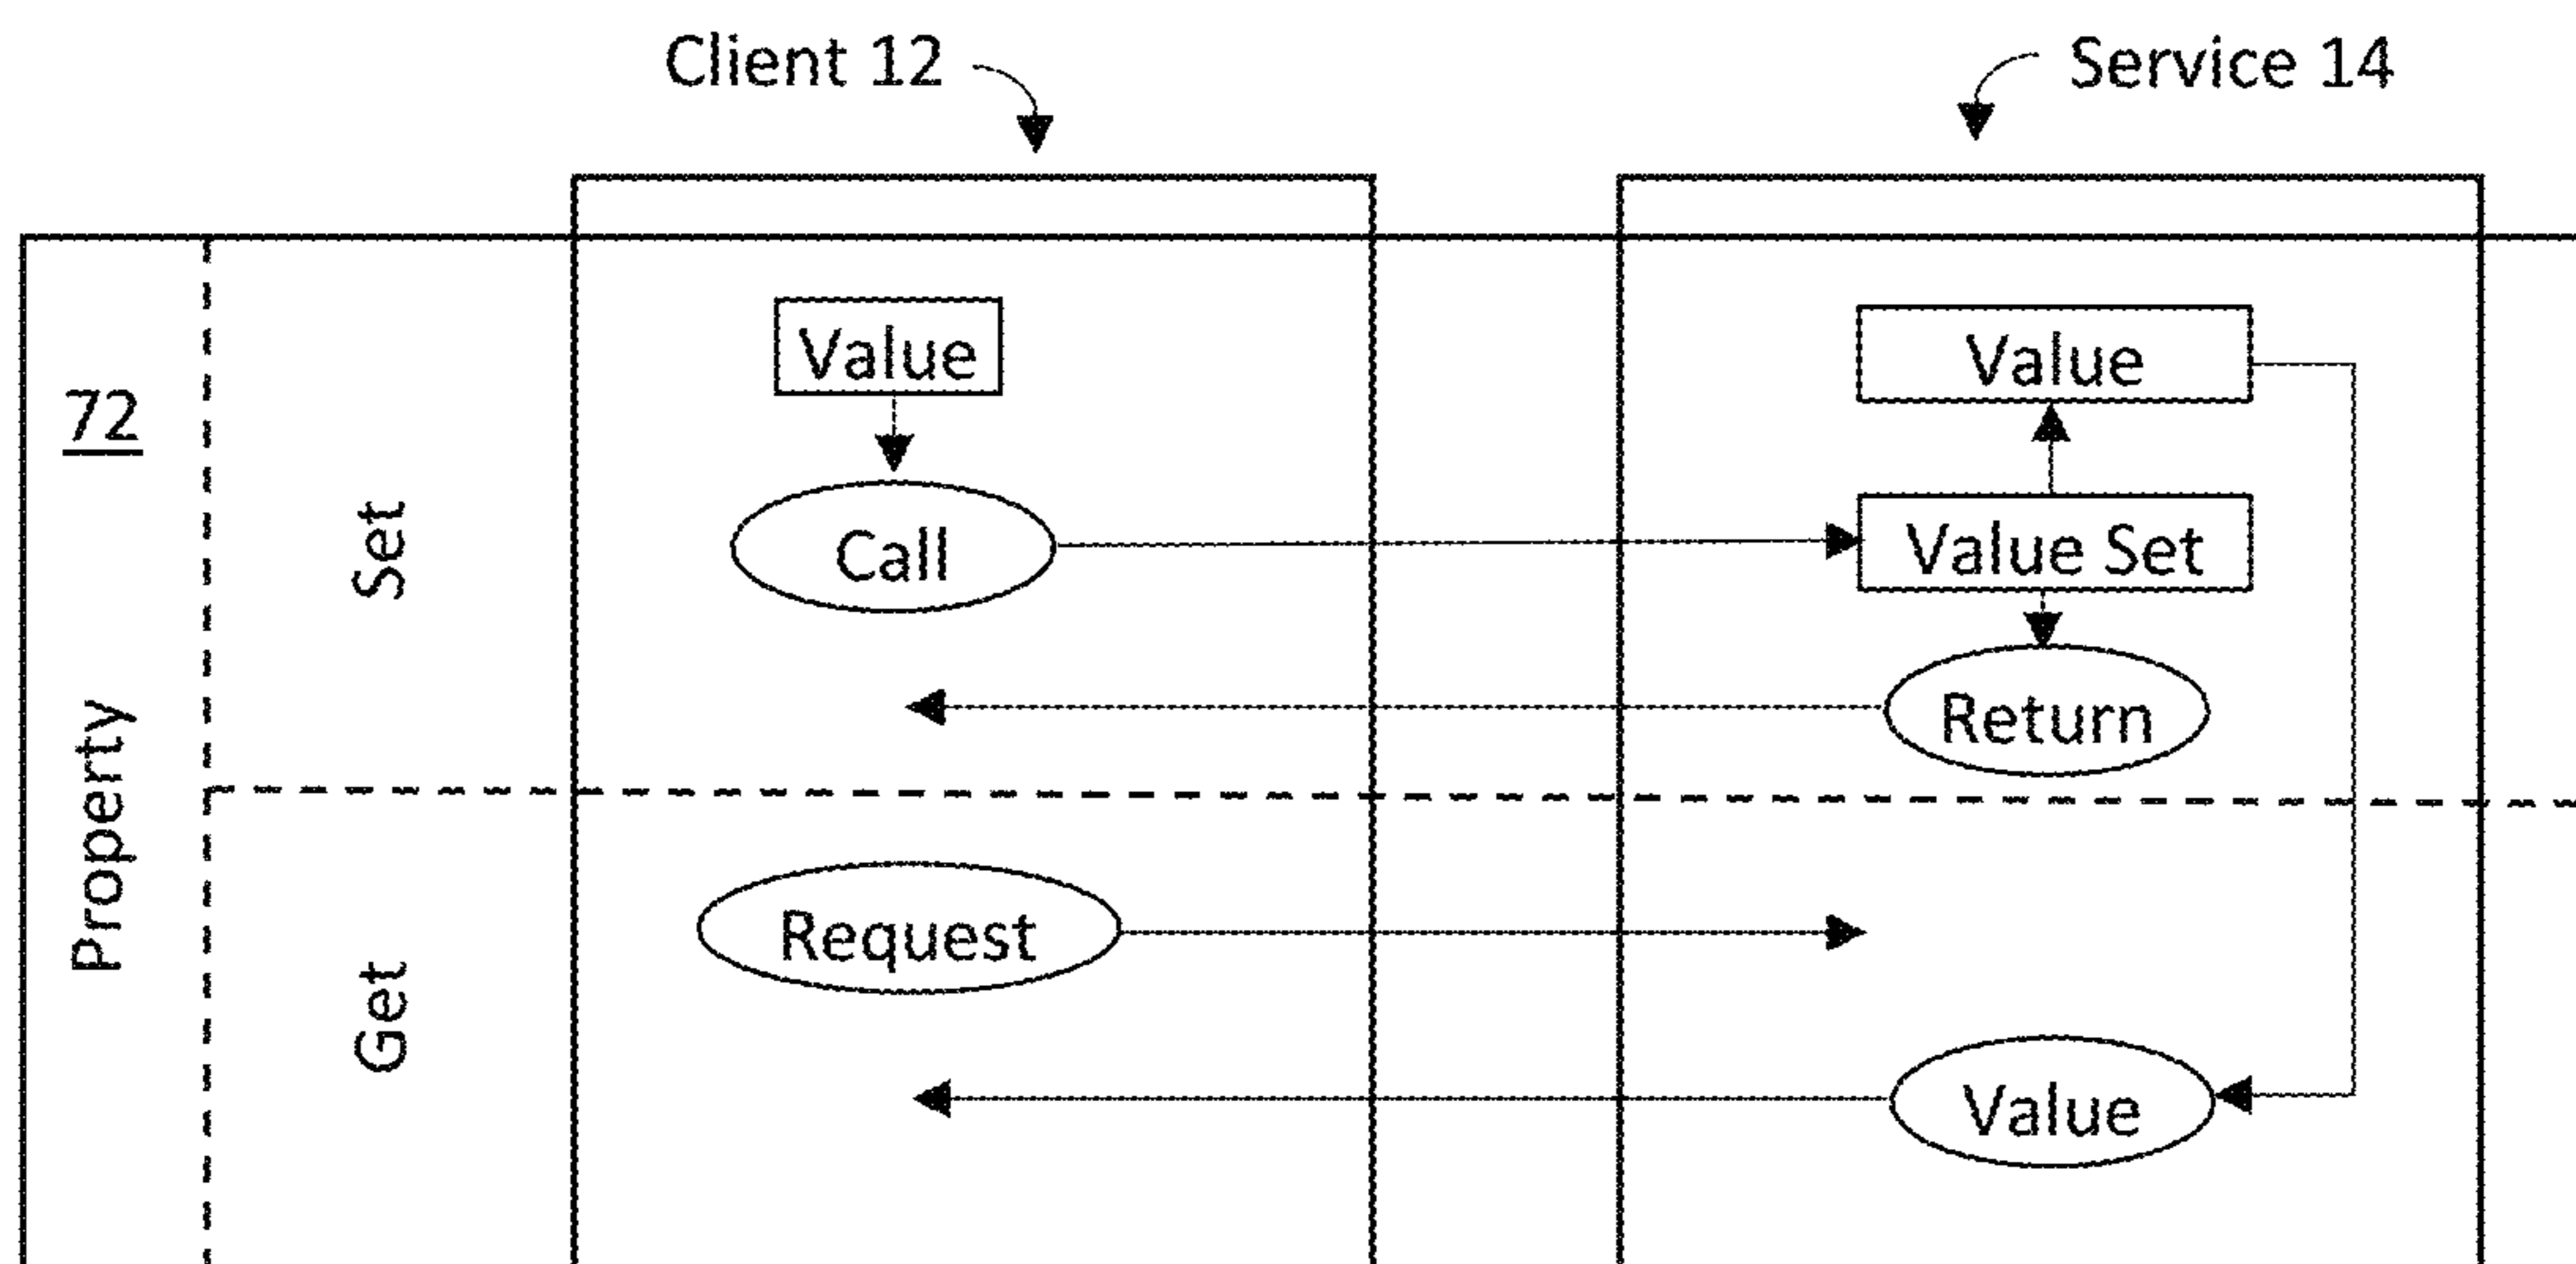 Client 12
Service 14
72
Property
Set
Value
Value
Call
Value Set
Return
Get
Request
Value